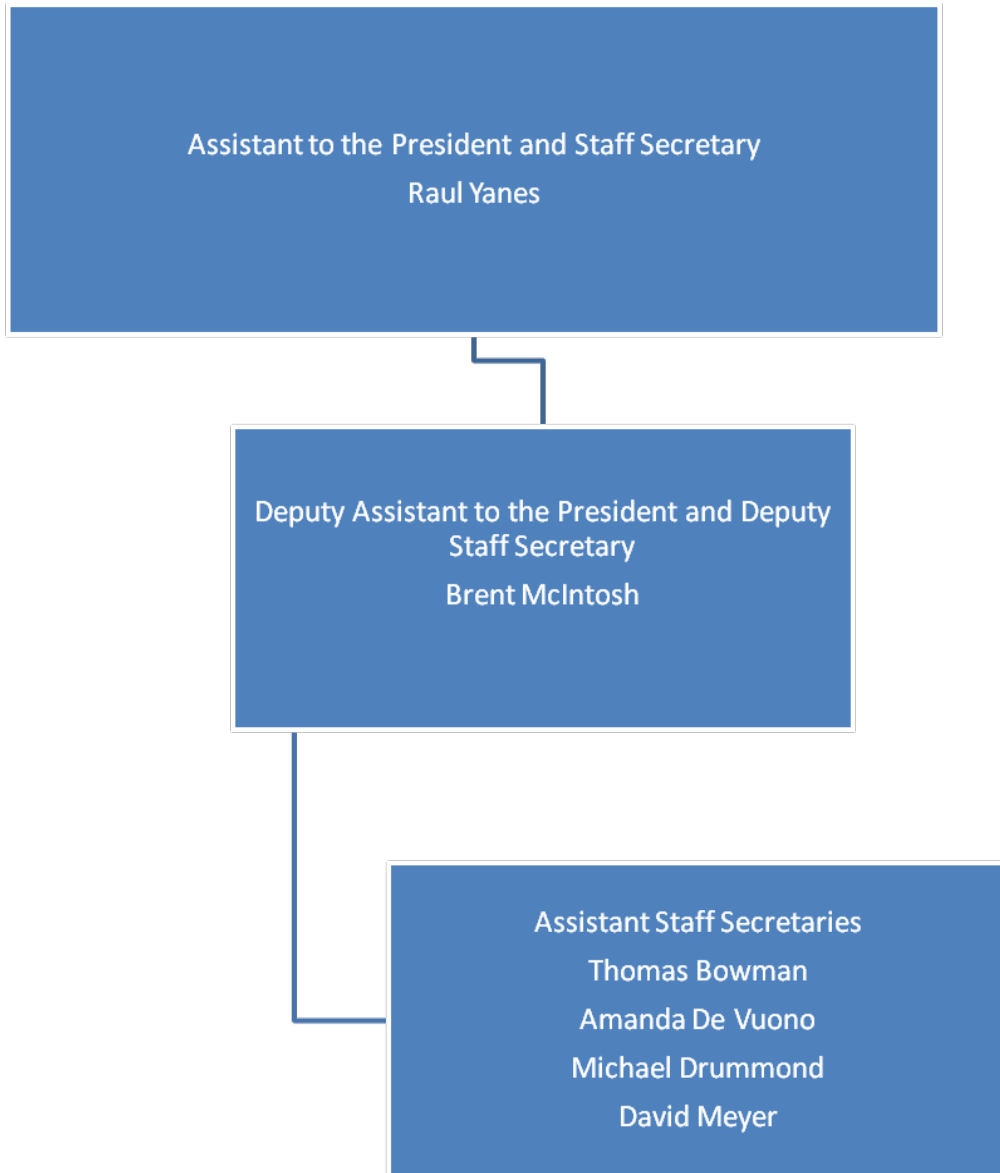 Assistant to the President and Staff Secretary
Raul Yanes
Deputy Assistant to the President and Deputy
Staff Secretary
Brent McIntosh
Assistant Staff Secretaries
Thomas Bowman
Amanda De Vuono
Michael Drummond
David Meyer